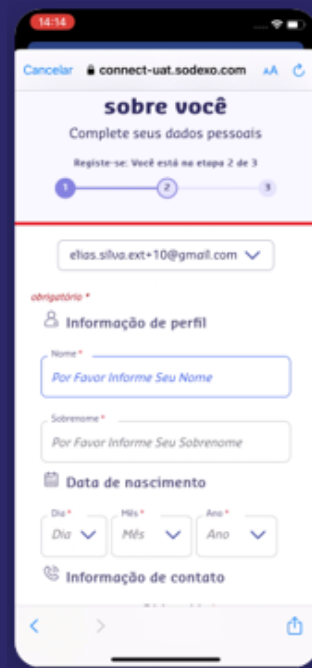 14:14
Cancelar connect-uat.sodexo.com AA
sobre você
Complete seus dados pessoais
Registe-se: Você está na etapa 2 de 3
1 2 3
elias.silva.ext+10@gmail.com
obrigatório *
Informação de perfil
Nome *
Por Favor Informe Seu Nome
Sobrenome *
Por Favor Informe Seu Sobrenome
Data de nascimento
Dia * Mês * Ano *
Dia Mês Ano
Informação de contato